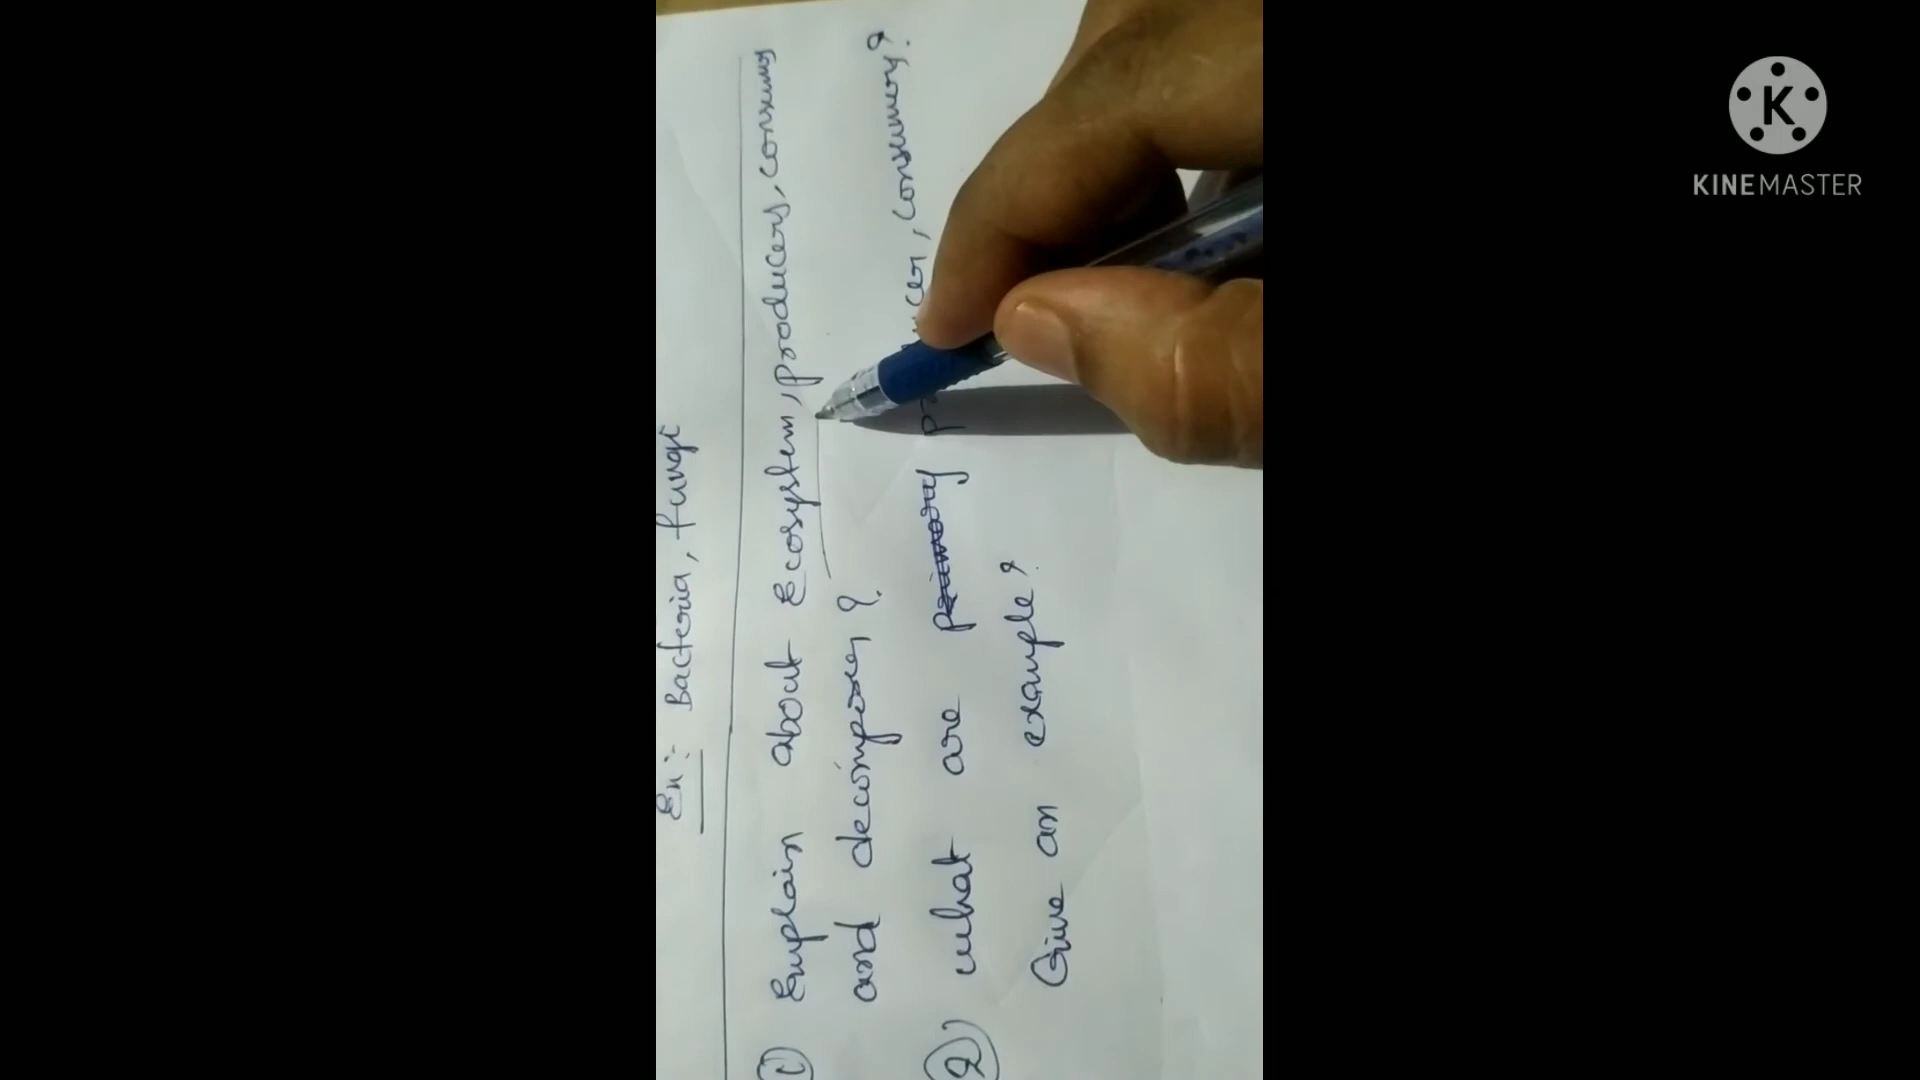 Ex:- Bacteria, fungi
1) Explain about Ecosystem, producers, consumers
and decomposers?
2) what are producer, consumers?
Give an example?
K
KINEMASTER